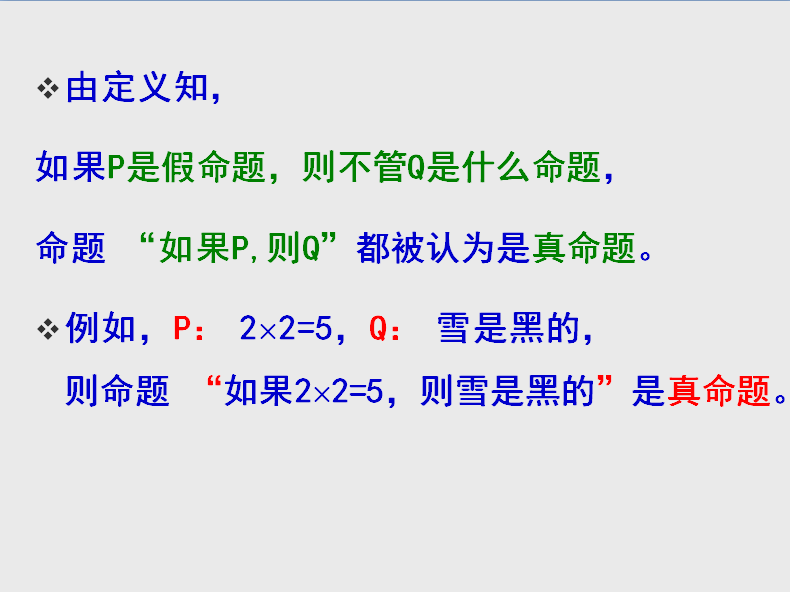 ❖由定义知，
如果P是假命题，则不管Q是什么命题，
命题 “如果P,则Q”都被认为是真命题。
❖例如，P： 2×2=5，Q： 雪是黑的，
则命题 “如果2×2=5，则雪是黑的”是真命题。